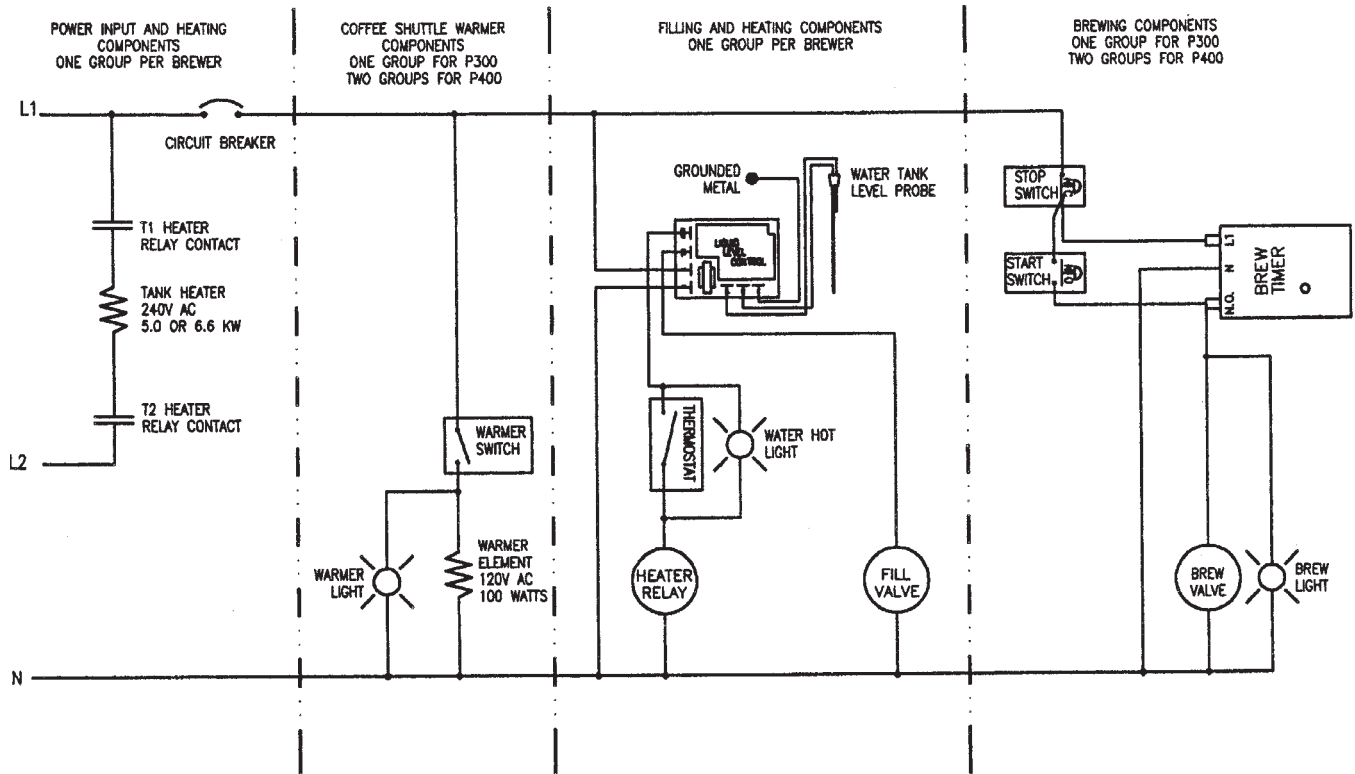 POWER INPUT AND HEATING
COMPONENTS
ONE GROUP PER BREWER
COFFEE SHUTTLE WARMER
COMPONENTS
ONE GROUP FOR P300
TWO GROUPS FOR P400
FILLING AND HEATING COMPONENTS
ONE GROUP PER BREWER
BREWING COMPONENTS
ONE GROUP FOR P300
TWO GROUPS FOR P400
L1
CIRCUIT BREAKER
T1 HEATER
RELAY CONTACT
TANK HEATER
240V AC
5.0 OR 6.6 KW
T2 HEATER
RELAY CONTACT
L2
N
WARMER
SWITCH
WARMER
LIGHT
WARMER
ELEMENT
120V AC
100 WATTS
GROUNDED
METAL
WATER TANK
LEVEL PROBE
LIQUID
LEVEL
CONTROL
THERMOSTAT
WATER HOT
LIGHT
HEATER
RELAY
FILL
VALVE
STOP
SWITCH
N.C.
START
SWITCH
N.O.
L1
N
N.O.
BREW
TIMER
BREW
VALVE
BREW
LIGHT